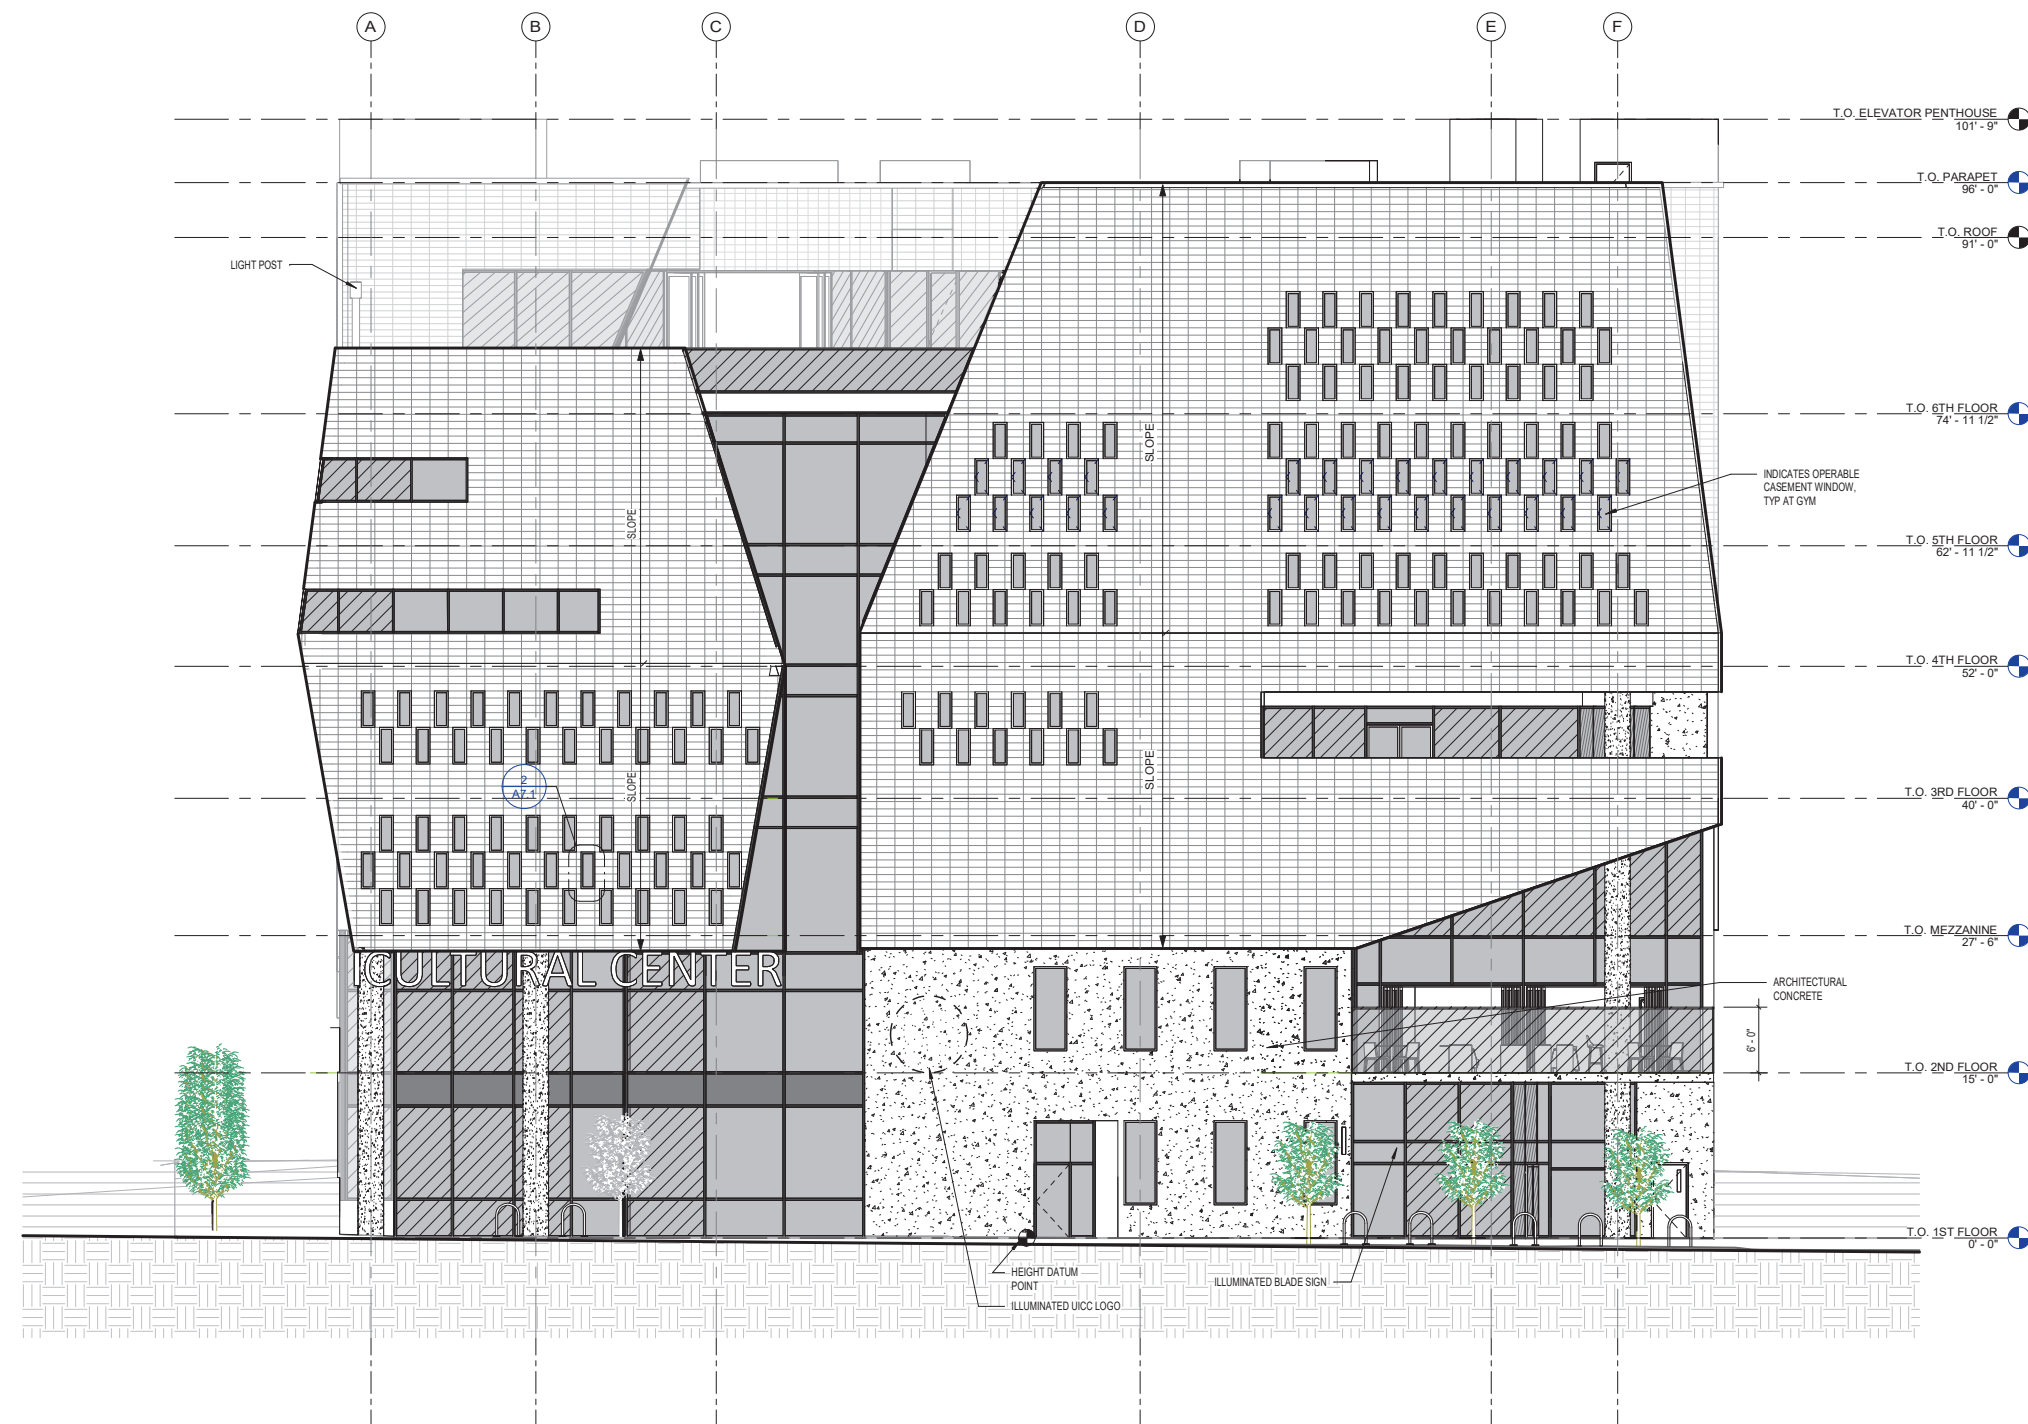 A B C D E F
T.O. ELEVATOR PENTHOUSE
101' - 9"
T.O. PARAPET
96' - 0"
T.O. ROOF
91' - 0"
LIGHT POST
T.O. 6TH FLOOR
74' - 11 1/2"
SLOPE
INDICATES OPERABLE
CASEMENT WINDOW,
TYP AT GYM
SLOPE
T.O. 5TH FLOOR
62' - 11 1/2"
T.O. 4TH FLOOR
52' - 0"
SLOPE
SLOPE
2
A7.1
T.O. 3RD FLOOR
40' - 0"
T.O. MEZZANINE
27' - 6"
ICULTURAL CENTER
ARCHITECTURAL
CONCRETE
6' - 0"
T.O. 2ND FLOOR
15' - 0"
T.O. 1ST FLOOR
0' - 0"
HEIGHT DATUM
POINT
ILLUMINATED BLADE SIGN
ILLUMINATED UICC LOGO